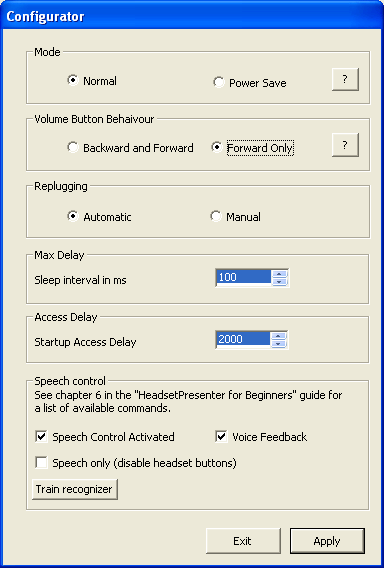 Configurator
Mode
Normal
Power Save
?
Volume Button Behaivour
Backward and Forward
Forward Only
?
Replugging
Automatic
Manual
Max Delay
Sleep interval in ms
100
Access Delay
Startup Access Delay
2000
Speech control
See chapter 6 in the "HeadsetPresenter for Beginners" guide for
a list of available commands.
Speech Control Activated
Voice Feedback
Speech only (disable headset buttons)
Train recognizer
Exit
Apply